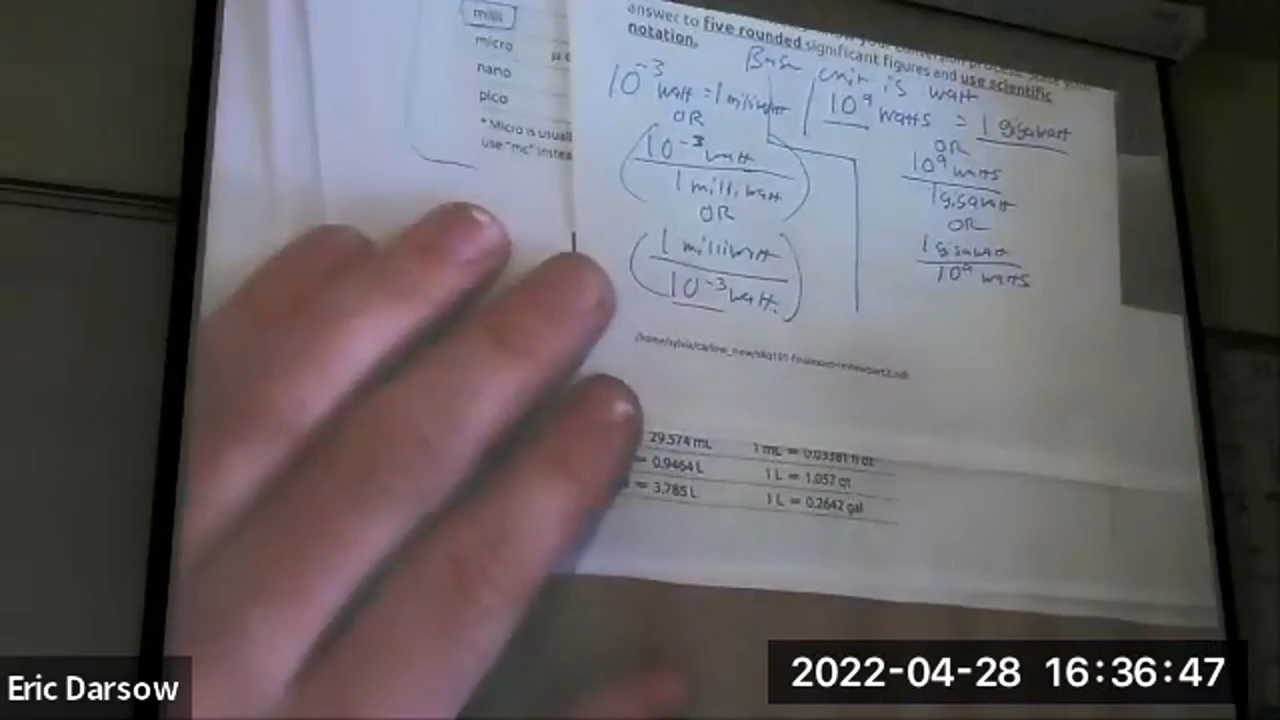 milli
micro
nano
pico
* Micro is usuall
use "mc" instea
answer to five rounded significant figures and use scientific
notation.
Base unit is watt
10^-3 watt = 1 milliwatt
OR
10^-3 watt
1 milliwatt
OR
1 milliwatt
10^-3 watt.
10^9 watts = 1 gigawatt
OR
10^9 watts
1 gigawatt
OR
1 gigawatt
10^9 watts
29.574 mL 1 mL = 0.03381 fl oz
= 0.9464 L 1 L = 1.057 qt
= 3.785 L 1 L = 0.2642 gal
Eric Darsow
2022-04-28 16:36:47